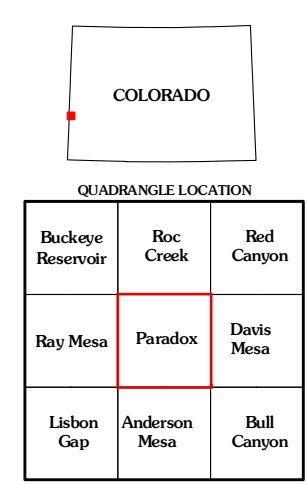 COLORADO
QUADRANGLE LOCATION
Buckeye
Reservoir
Roc
Creek
Red
Canyon
Ray Mesa
Paradox
Davis
Mesa
Lisbon
Gap
Anderson
Mesa
Bull
Canyon